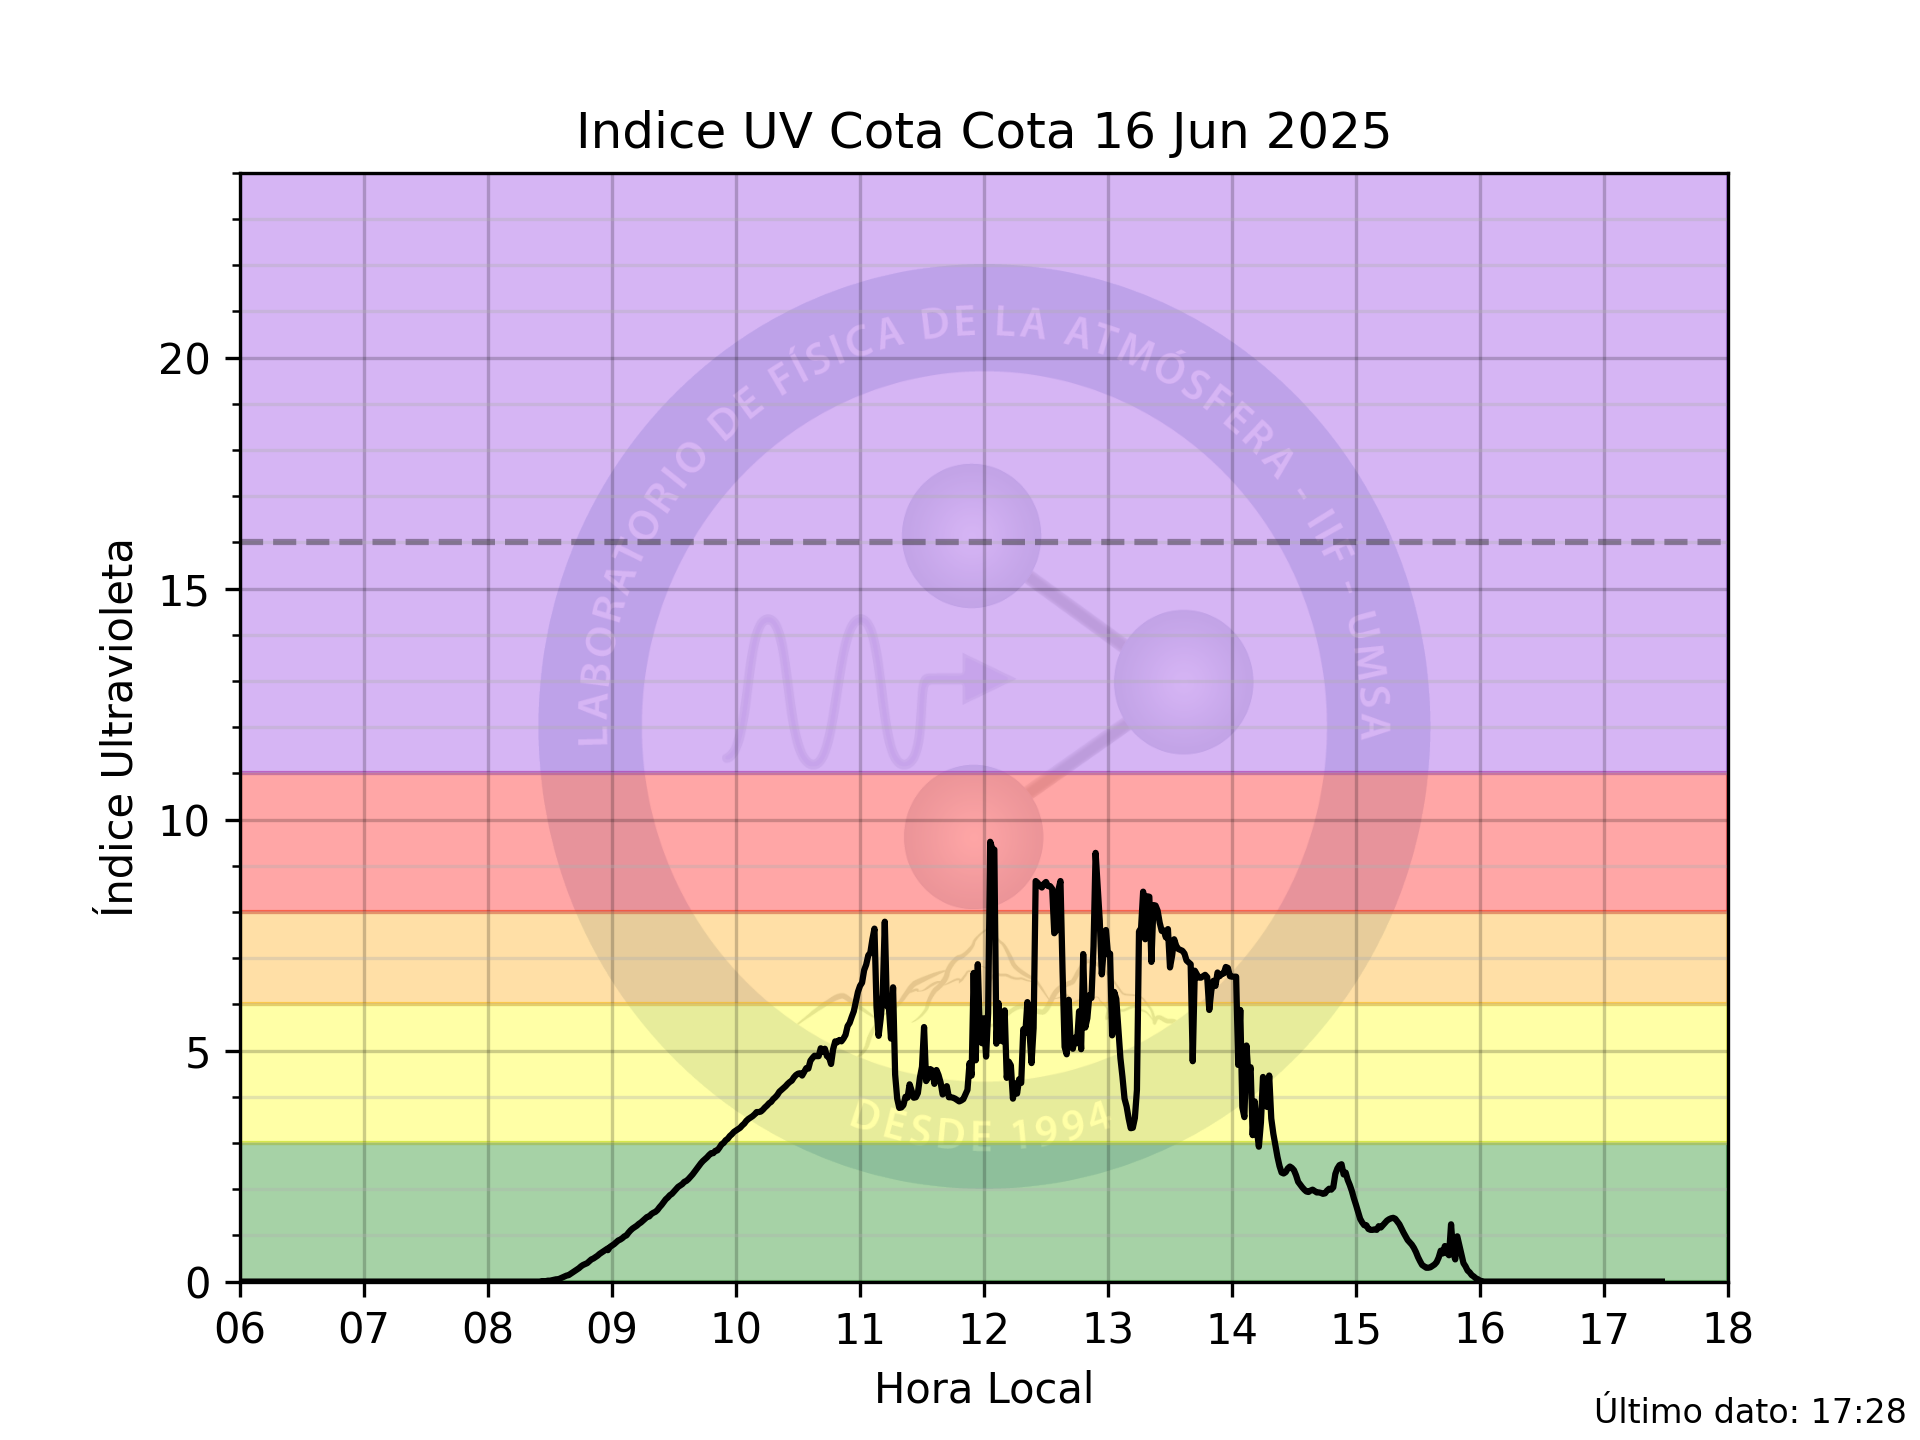 Indice UV Cota Cota 16 Jun 2025
LABORATORIO DE FÍSICA DE LA ATMÓSFERA - IIF - UMSA
DESDE 1994
Índice Ultravioleta
20
15
10
5
0
06 07 08 09 10 11 12 13 14 15 16 17 18
Hora Local
Último dato: 17:28